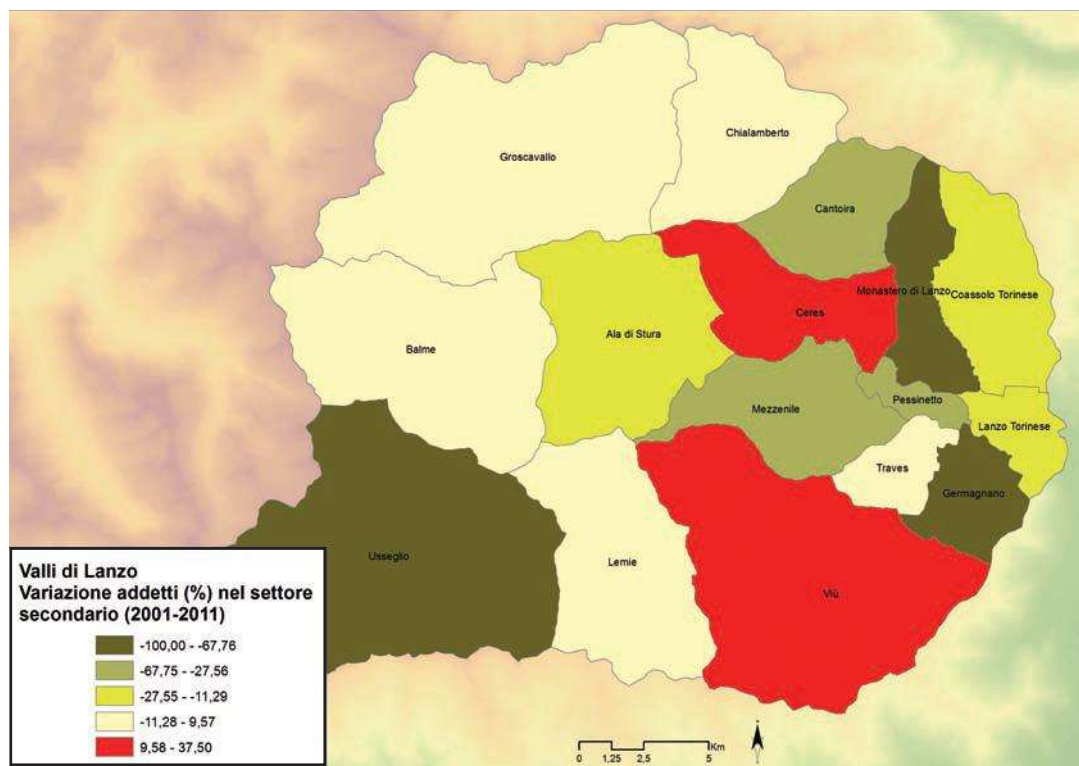 Chialamberto
Groscavallo
Cantoira
Monastero di Lanzo
Coassolo Torinese
Ceres
Ala di Stura
Balme
Pessinetto
Mezzenile
Lanzo Torinese
Traves
Germagnano
Usseglio
Lemie
Viù
Valli di Lanzo
Variazione addetti (%) nel settore
secondario (2001-2011)
-100,00 - -67,76
-67,75 - -27,56
-27,55 - -11,29
-11,28 - 9,57
9,58 - 37,50
Km
0 1,25 2,5 5